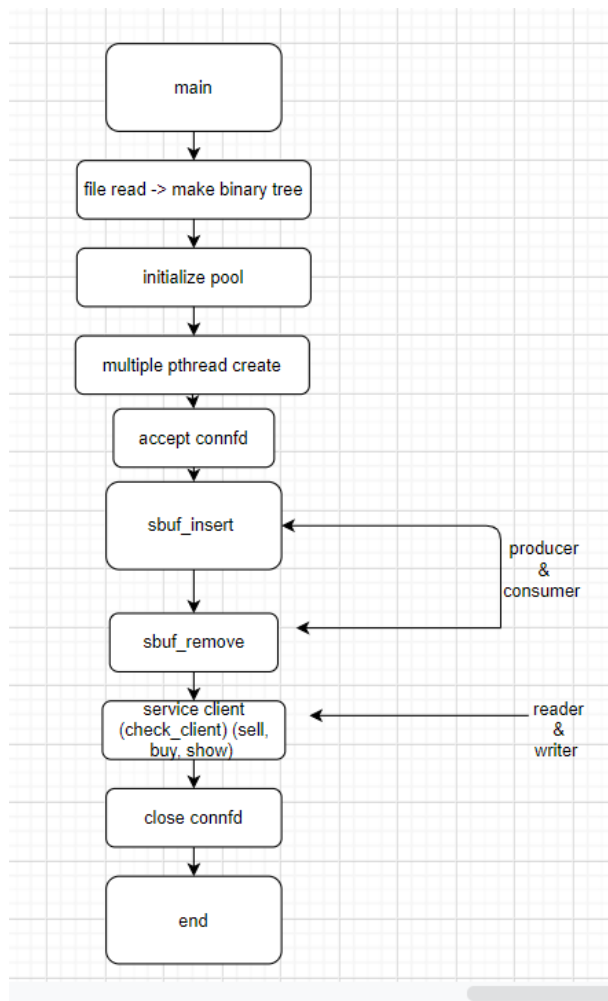 main
file read -> make binary tree
initialize pool
multiple pthread create
accept connfd
sbuf_insert
producer
&
consumer
sbuf_remove
service client
(check_client) (sell,
buy, show)
reader
&
writer
close connfd
end